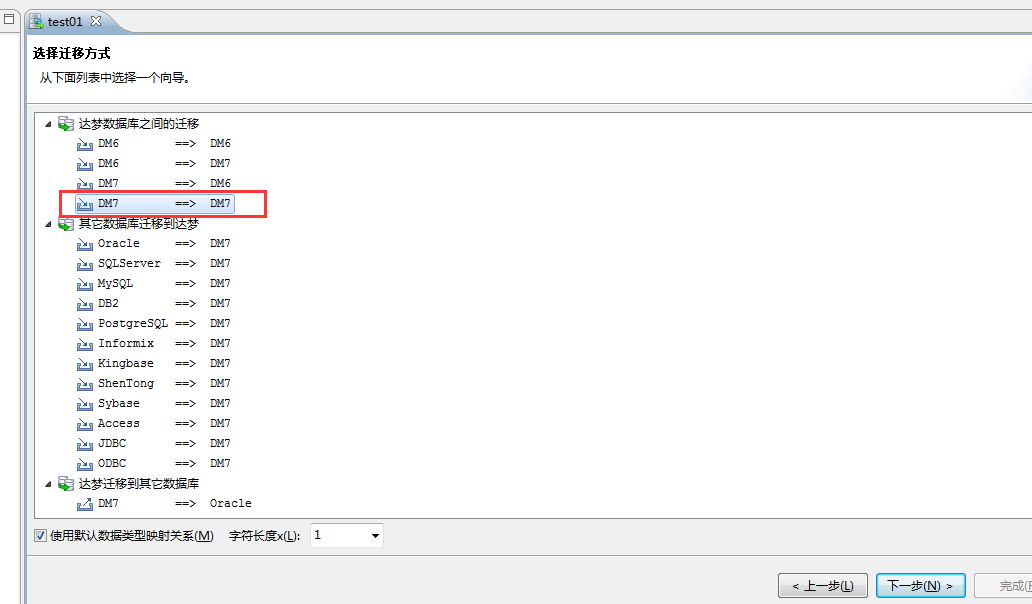 test01
选择迁移方式
从下面列表中选择一个向导。
达梦数据库之间的迁移
DM6 ==> DM6
DM6 ==> DM7
DM7 ==> DM6
DM7 ==> DM7
其它数据库迁移到达梦
Oracle ==> DM7
SQLServer ==> DM7
MySQL ==> DM7
DB2 ==> DM7
PostgreSQL ==> DM7
Informix ==> DM7
Kingbase ==> DM7
ShenTong ==> DM7
Sybase ==> DM7
Access ==> DM7
JDBC ==> DM7
ODBC ==> DM7
达梦迁移到其它数据库
DM7 ==> Oracle
使用默认数据类型映射关系(M) 字符长度x(L): 1
< 上一步(L) 下一步(N) > 完成(F